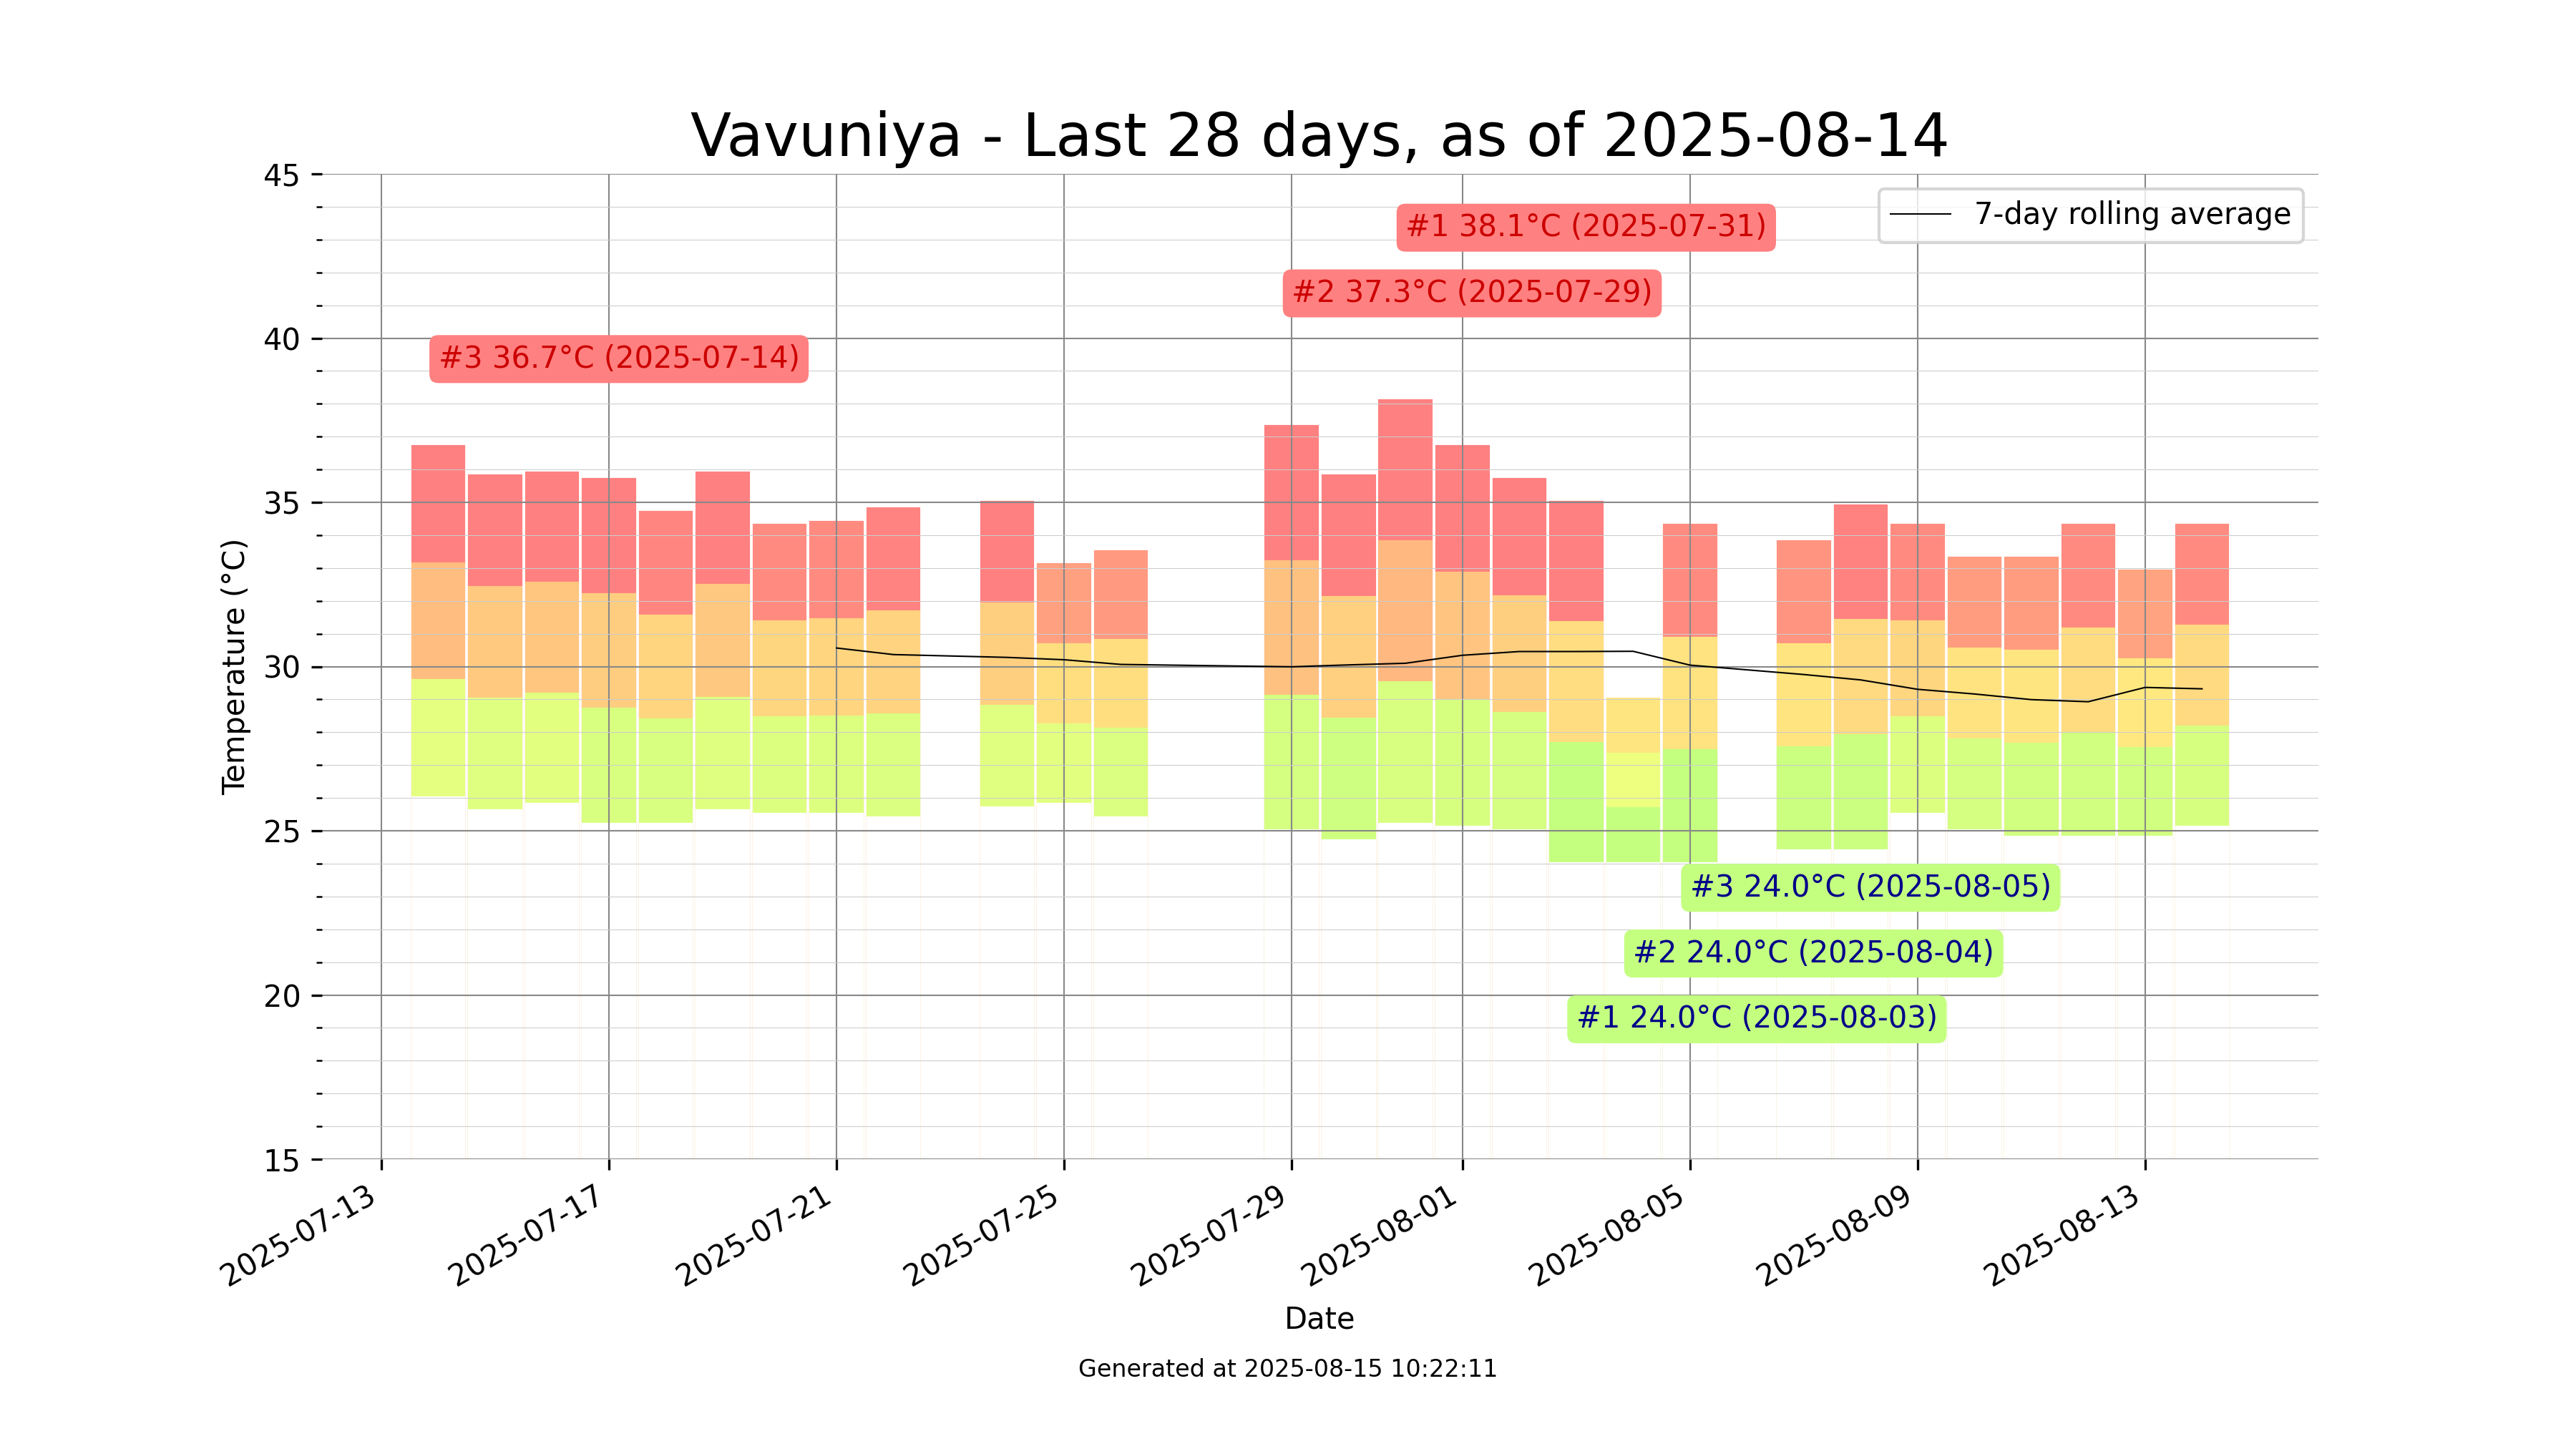 Vavuniya - Last 28 days, as of 2025-08-14
45
40
35
30
25
20
15
Temperature (°C)
7-day rolling average
#1 38.1°C (2025-07-31)
#2 37.3°C (2025-07-29)
#3 36.7°C (2025-07-14)
#3 24.0°C (2025-08-05)
#2 24.0°C (2025-08-04)
#1 24.0°C (2025-08-03)
2025-07-13
2025-07-17
2025-07-21
2025-07-25
2025-07-29
2025-08-01
2025-08-05
2025-08-09
2025-08-13
Date
Generated at 2025-08-15 10:22:11